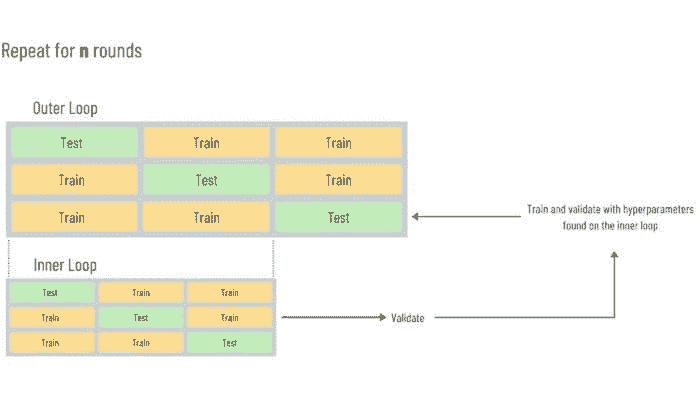 Repeat for n rounds
Outer Loop
Test Train Train
Train Test Train
Train Train Test
Train and validate with hyperparameters
found on the inner loop
Inner Loop
Test Train Train
Train Test Train
Train Train Test
Validate